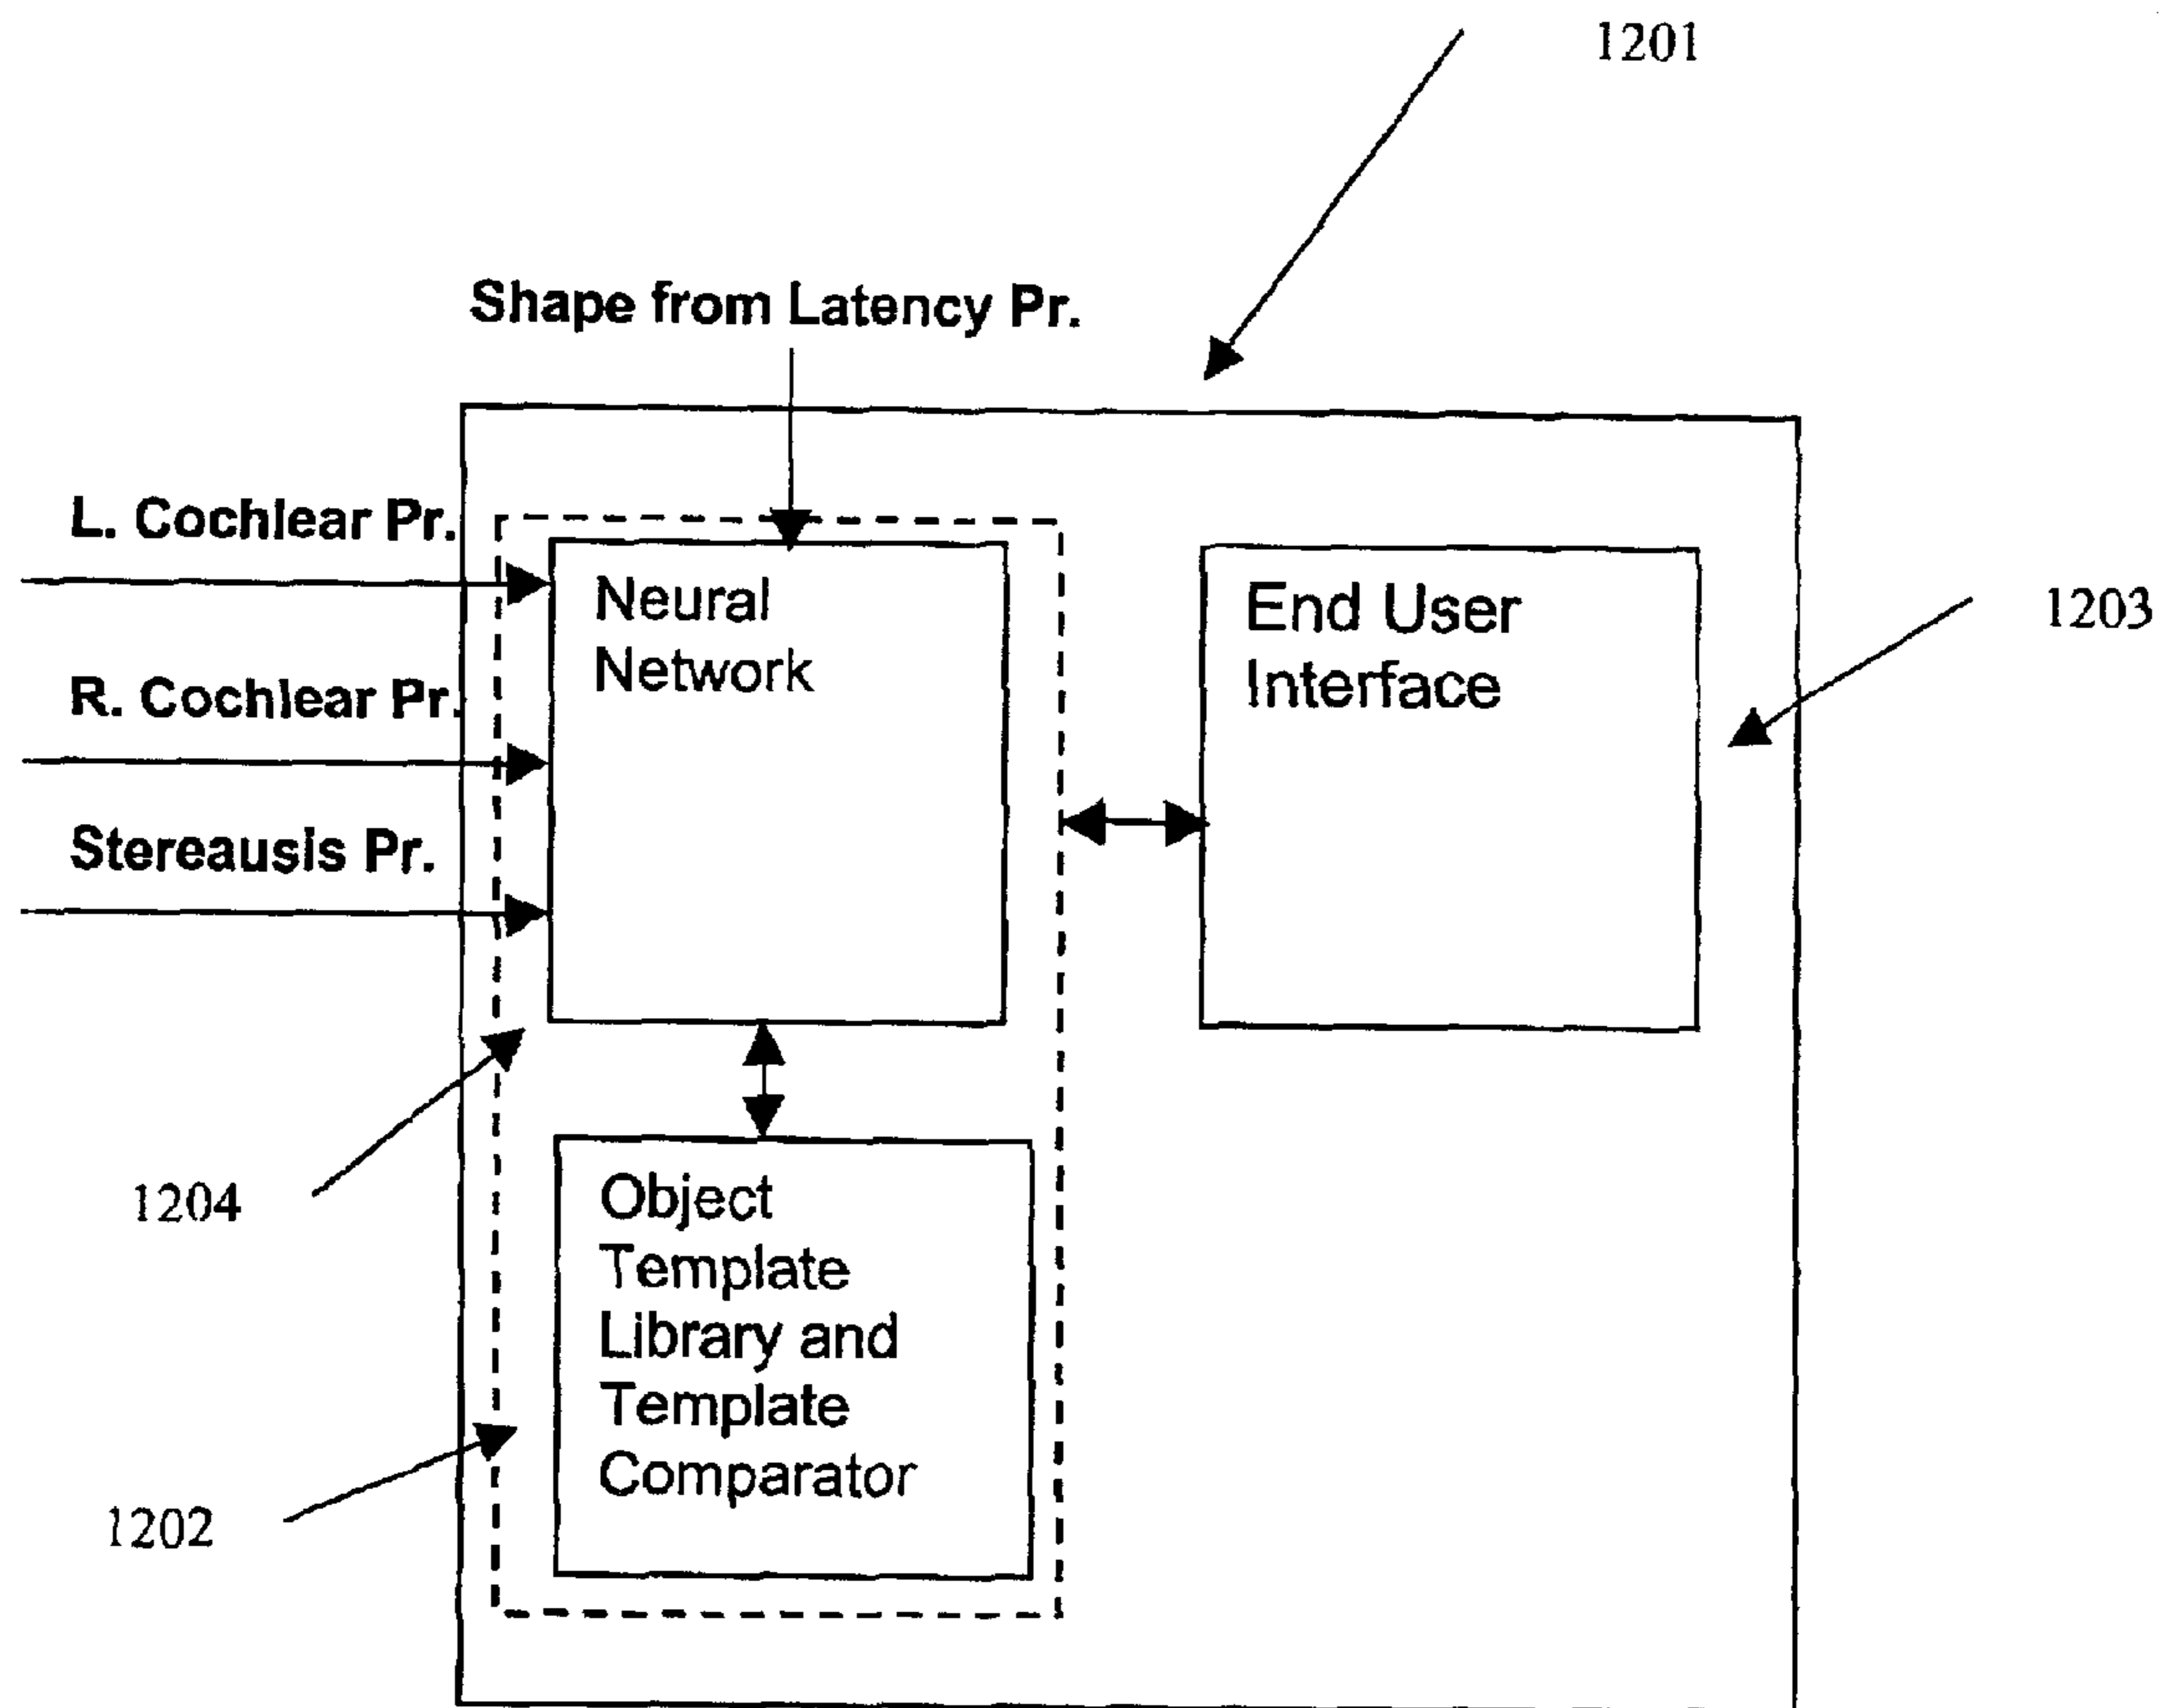 1201
Shape from Latency Pr.
L. Cochlear Pr.
R. Cochlear Pr.
Stereausis Pr.
Neural
Network
End User
Interface
1203
1204
Object
Template
Library and
Template
Comparator
1202